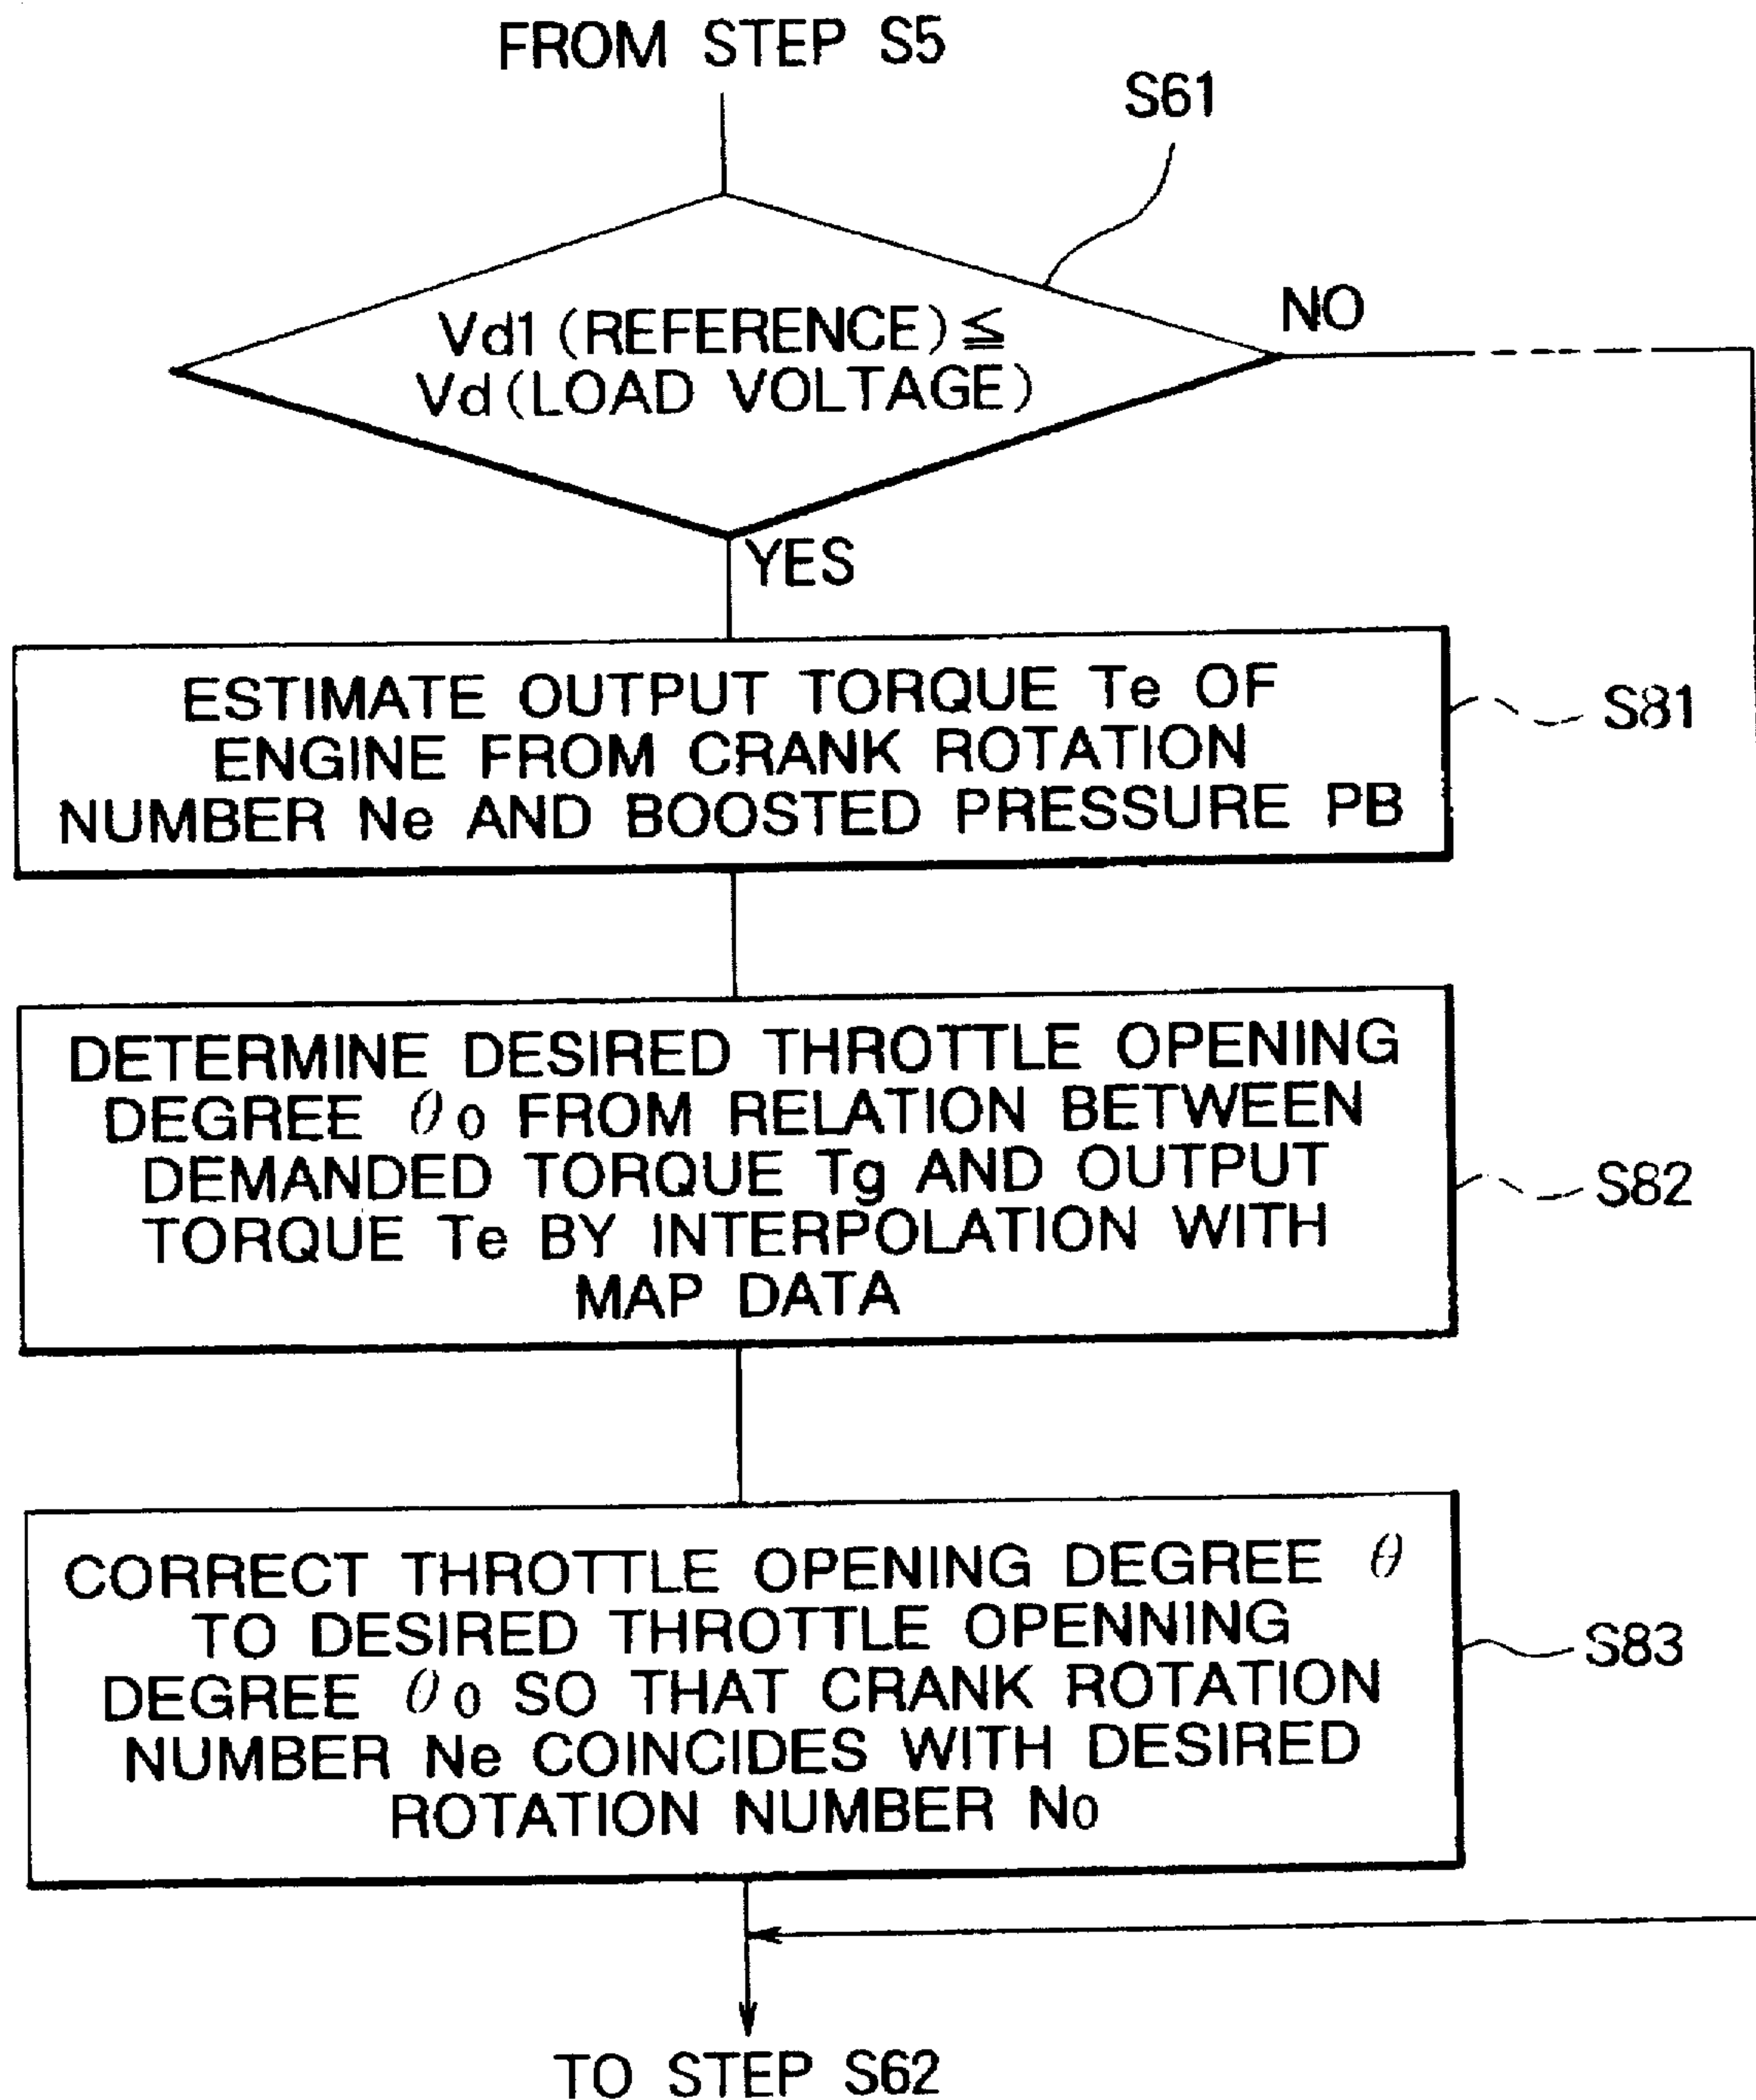 FROM STEP S5
S61
Vd1 (REFERENCE) ≦
Vd (LOAD VOLTAGE)
NO
YES
ESTIMATE OUTPUT TORQUE Te OF
ENGINE FROM CRANK ROTATION
NUMBER Ne AND BOOSTED PRESSURE PB
S81
DETERMINE DESIRED THROTTLE OPENING
DEGREE θo FROM RELATION BETWEEN
DEMANDED TORQUE Tg AND OUTPUT
TORQUE Te BY INTERPOLATION WITH
MAP DATA
S82
CORRECT THROTTLE OPENING DEGREE θ
TO DESIRED THROTTLE OPENNING
DEGREE θo SO THAT CRANK ROTATION
NUMBER Ne COINCIDES WITH DESIRED
ROTATION NUMBER No
S83
TO STEP S62